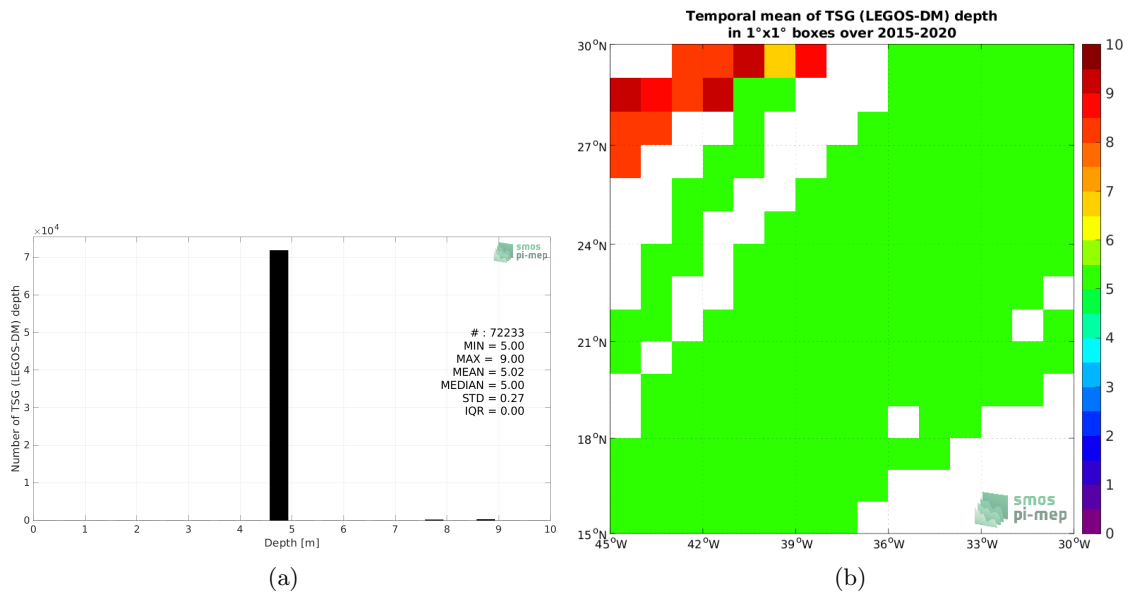 Temporal mean of TSG (LEGOS-DM) depth
in 1°x1° boxes over 2015-2020
×10⁴
7
6
5
4
3
2
1
0
Number of TSG (LEGOS-DM) depth
smos
pi-mep
# : 72233
MIN = 5.00
MAX = 9.00
MEAN = 5.02
MEDIAN = 5.00
STD = 0.27
IQR = 0.00
0 1 2 3 4 5 6 7 8 9 10
Depth [m]
(a)
30°N
27°N
24°N
21°N
18°N
15°N
45°W 42°W 39°W 36°W 33°W 30°W
smos
pi-mep
10
9
8
7
6
5
4
3
2
1
0
(b)